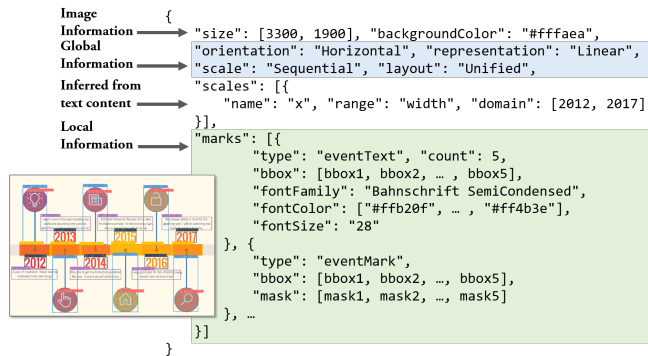 Image
Information
Global
Information
Inferred from
text content
Local
Information
{
"size": [3300, 1900], "backgroundColor": "#fffaea",
"orientation": "Horizontal", "representation": "Linear",
"scale": "Sequential", "layout": "Unified",
"scales": [{
"name": "x", "range": "width", "domain": [2012, 2017]
}],
"marks": [{
"type": "eventText", "count": 5,
"bbox": [bbox1, bbox2, … , bbox5],
"fontFamily": "Bahnschrift SemiCondensed",
"fontColor": ["#ffb20f", … , "#ff4b3e"],
"fontSize": "28"
}, {
"type": "eventMark",
"bbox": [bbox1, bbox2, …, bbox5],
"mask": [mask1, mask2, …, mask5]
}, …
}]
}
2013
2015
2017
2012
2014
2016